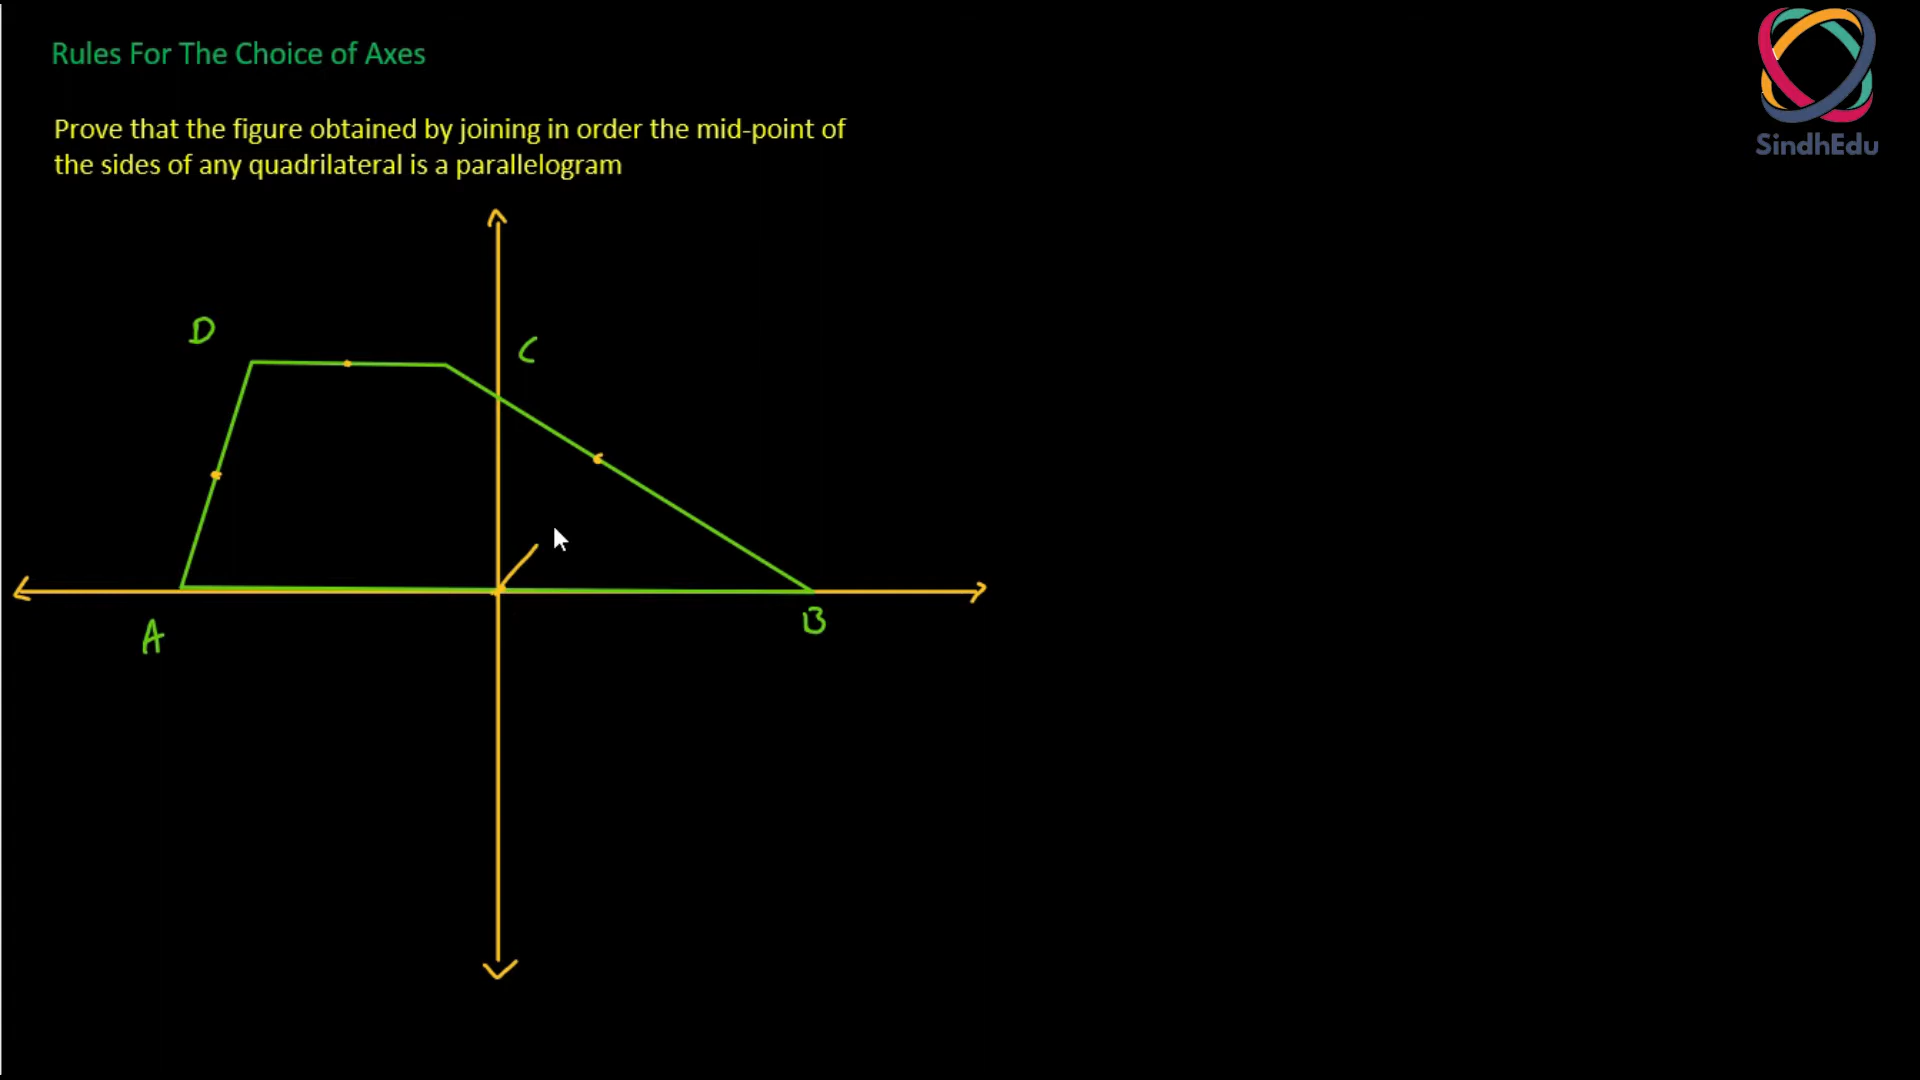 Rules For The Choice of Axes
SindhEdu
Prove that the figure obtained by joining in order the mid-point of
the sides of any quadrilateral is a parallelogram
D
C
A
B